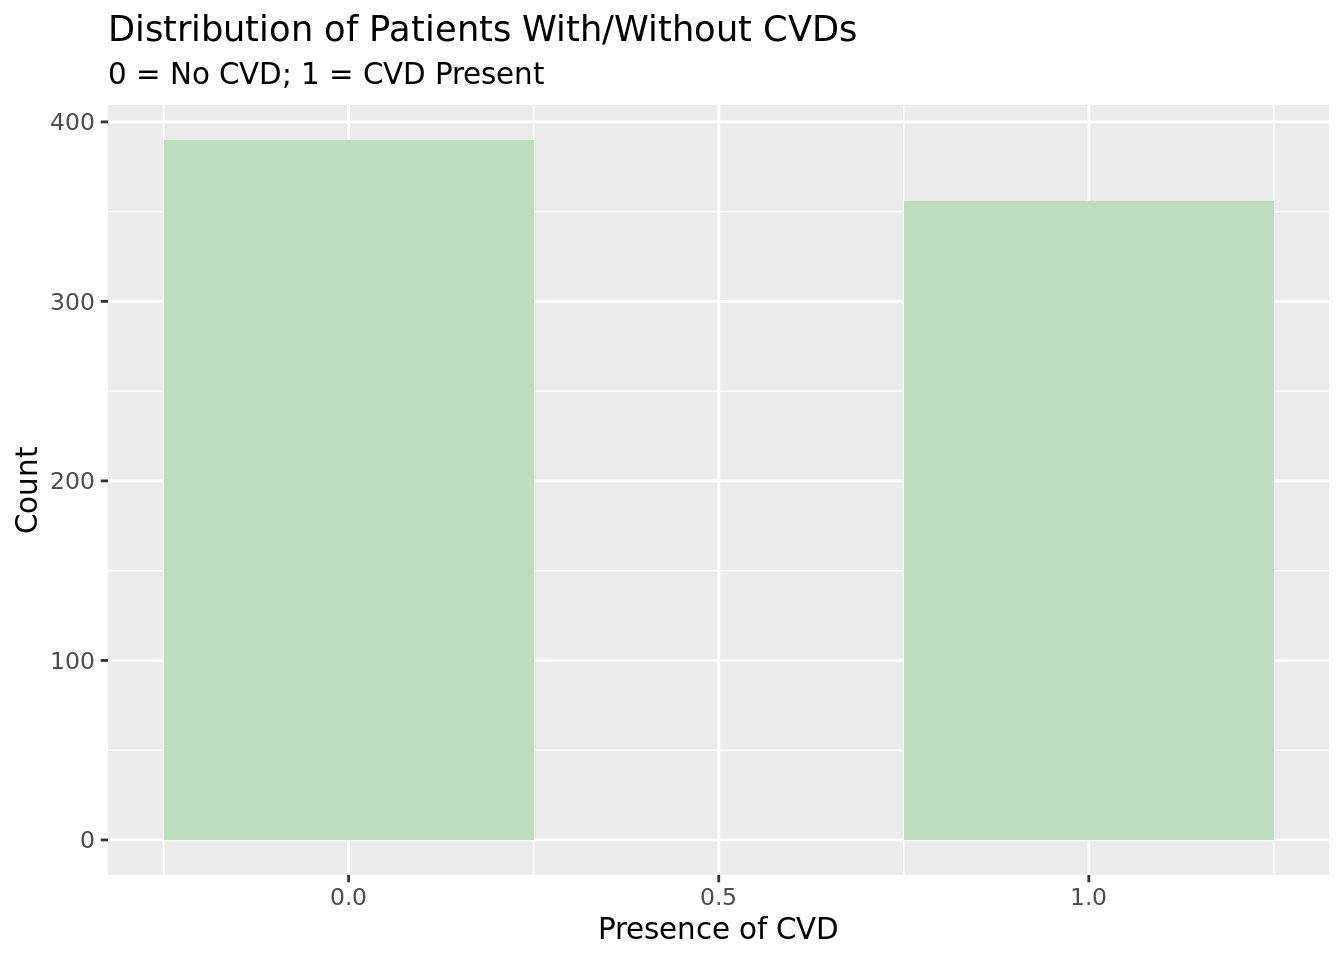 Distribution of Patients With/Without CVDs
0 = No CVD; 1 = CVD Present
400
300
200
100
0
Count
0.0 0.5 1.0
Presence of CVD